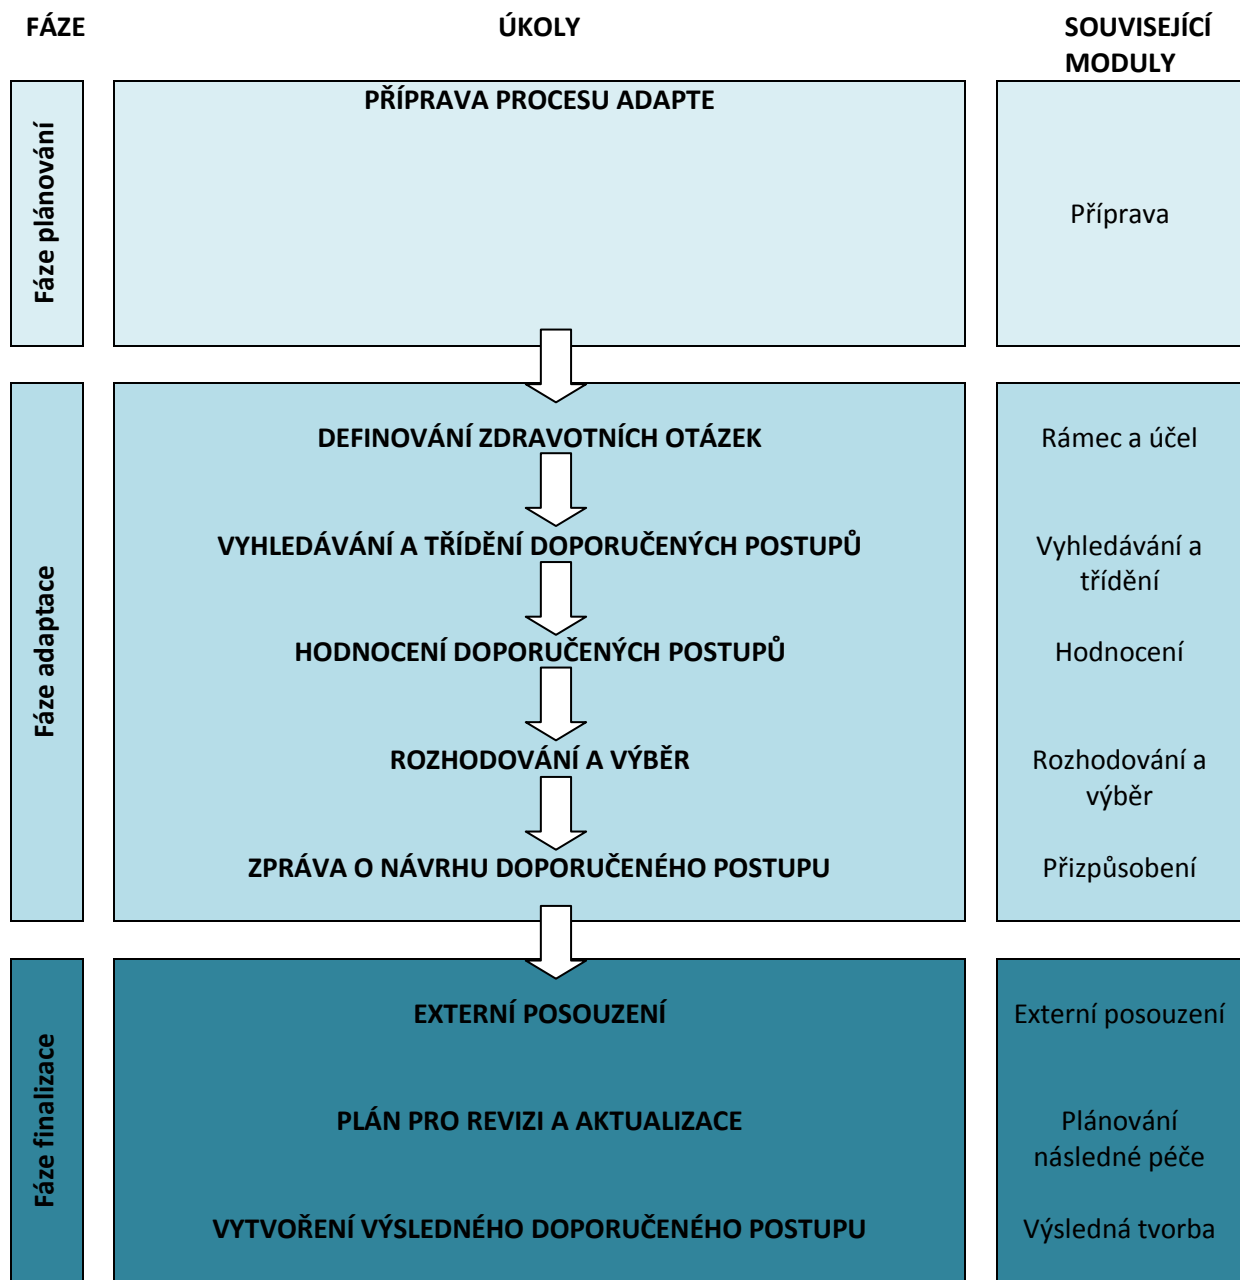 FÁZE
ÚKOLY
SOUVISEJÍCÍ
MODULY
Fáze plánování
PŘÍPRAVA PROCESU ADAPTE
Příprava
Fáze adaptace
DEFINOVÁNÍ ZDRAVOTNÍCH OTÁZEK
Rámec a účel
VYHLEDÁVÁNÍ A TŘÍDĚNÍ DOPORUČENÝCH POSTUPŮ
Vyhledávání a
třídění
HODNOCENÍ DOPORUČENÝCH POSTUPŮ
Hodnocení
ROZHODOVÁNÍ A VÝBĚR
Rozhodování a
výběr
ZPRÁVA O NÁVRHU DOPORUČENÉHO POSTUPU
Přizpůsobení
Fáze finalizace
EXTERNÍ POSOUZENÍ
Externí posouzení
PLÁN PRO REVIZI A AKTUALIZACE
Plánování
následné péče
VYTVOŘENÍ VÝSLEDNÉHO DOPORUČENÉHO POSTUPU
Výsledná tvorba